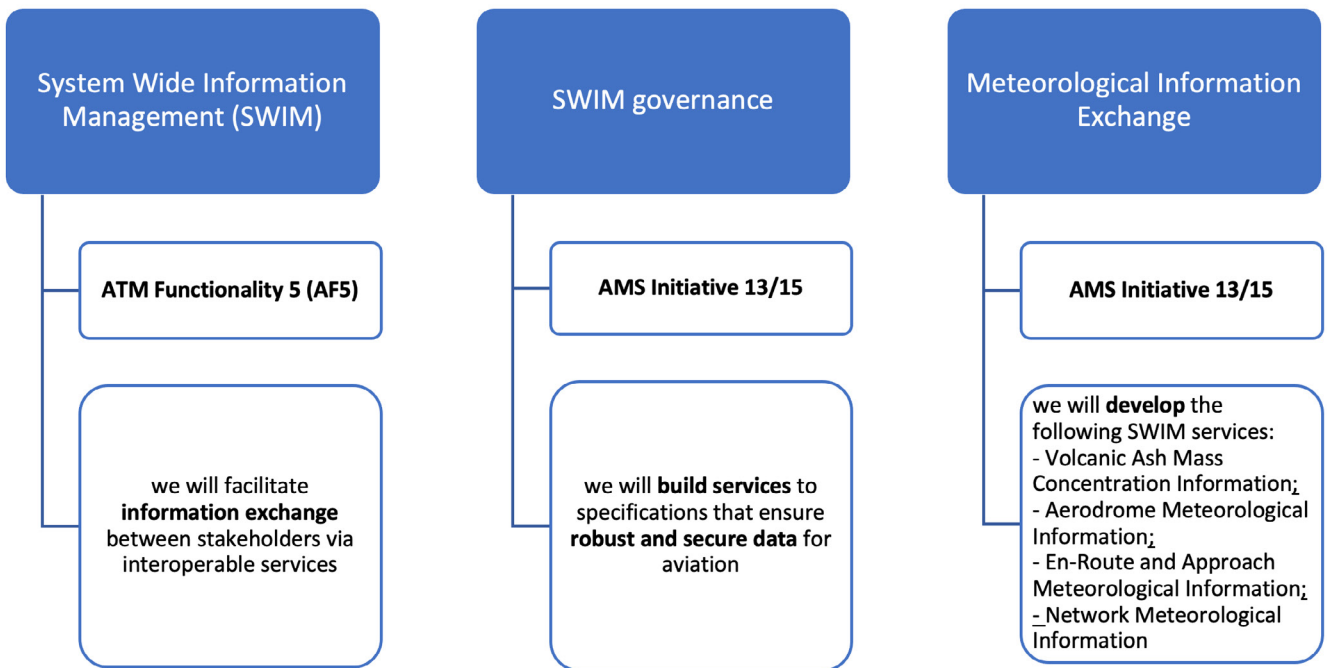 System Wide Information
Management (SWIM)
ATM Functionality 5 (AF5)
we will facilitate
information exchange
between stakeholders via
interoperable services
SWIM governance
AMS Initiative 13/15
we will build services to
specifications that ensure
robust and secure data for
aviation
Meteorological Information
Exchange
AMS Initiative 13/15
we will develop the
following SWIM services:
- Volcanic Ash Mass
Concentration Information;
- Aerodrome Meteorological
Information;
- En-Route and Approach
Meteorological Information;
- Network Meteorological
Information